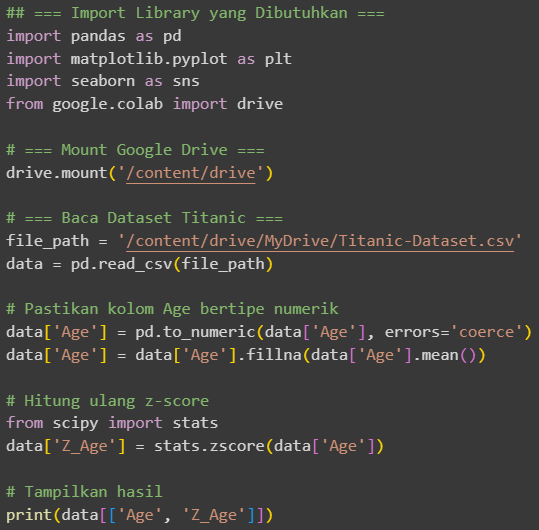 ## === Import Library yang Dibutuhkan ===
import pandas as pd
import matplotlib.pyplot as plt
import seaborn as sns
from google.colab import drive

# === Mount Google Drive ===
drive.mount('/content/drive')

# === Baca Dataset Titanic ===
file_path = '/content/drive/MyDrive/Titanic-Dataset.csv'
data = pd.read_csv(file_path)

# Pastikan kolom Age bertipe numerik
data['Age'] = pd.to_numeric(data['Age'], errors='coerce')
data['Age'] = data['Age'].fillna(data['Age'].mean())

# Hitung ulang z-score
from scipy import stats
data['Z_Age'] = stats.zscore(data['Age'])

# Tampilkan hasil
print(data[['Age', 'Z_Age']])